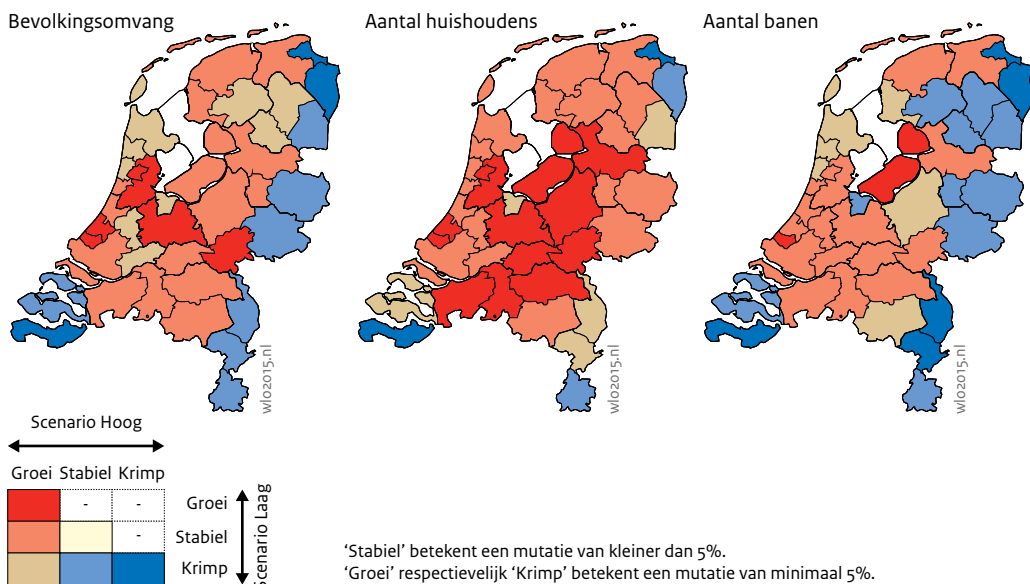 Bevolkingsomvang
Aantal huishoudens
Aantal banen
wlo2015.nl
wlo2015.nl
wlo2015.nl
Scenario Hoog
Groei Stabiel Krimp
- - Groei
- Stabiel
Krimp
Scenario Laag
‘Stabiel’ betekent een mutatie van kleiner dan 5%.
‘Groei’ respectievelijk ‘Krimp’ betekent een mutatie van minimaal 5%.